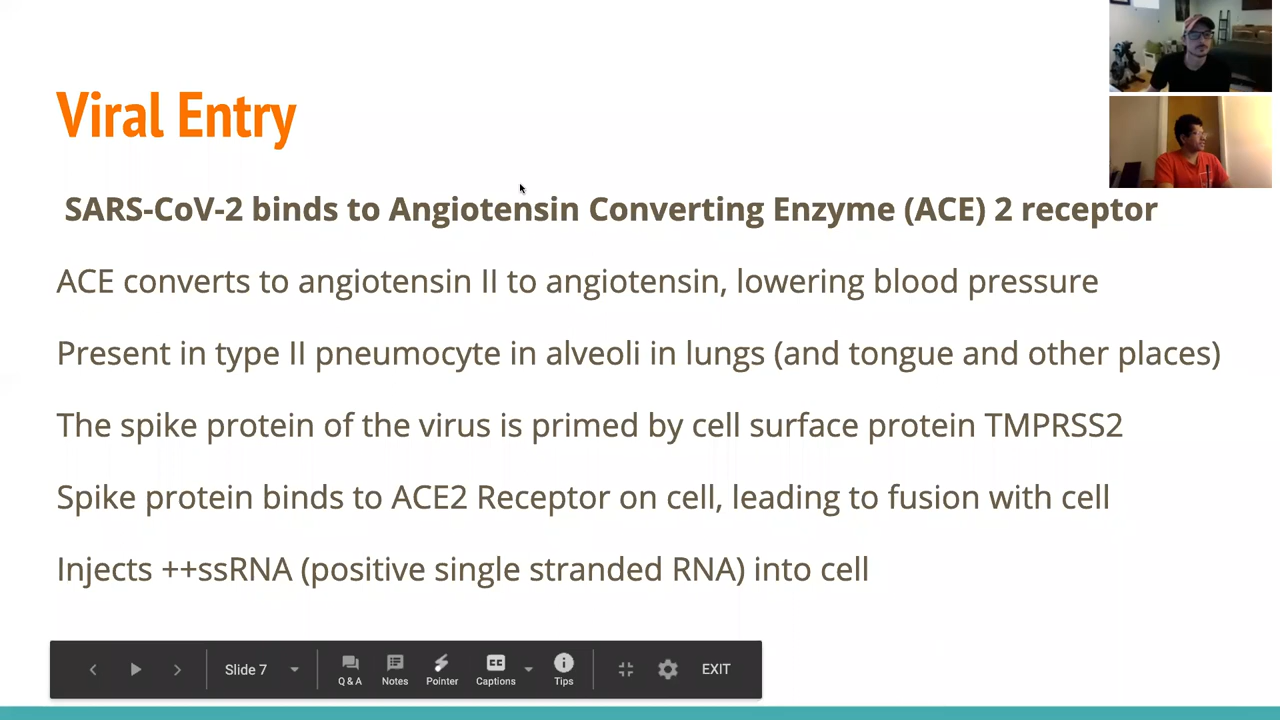 Viral Entry
SARS-CoV-2 binds to Angiotensin Converting Enzyme (ACE) 2 receptor
ACE converts to angiotensin II to angiotensin, lowering blood pressure
Present in type II pneumocyte in alveoli in lungs (and tongue and other places)
The spike protein of the virus is primed by cell surface protein TMPRSS2
Spike protein binds to ACE2 Receptor on cell, leading to fusion with cell
Injects ++ssRNA (positive single stranded RNA) into cell
Slide 7
Q & A
Notes
Pointer
CC
Captions
Tips
EXIT